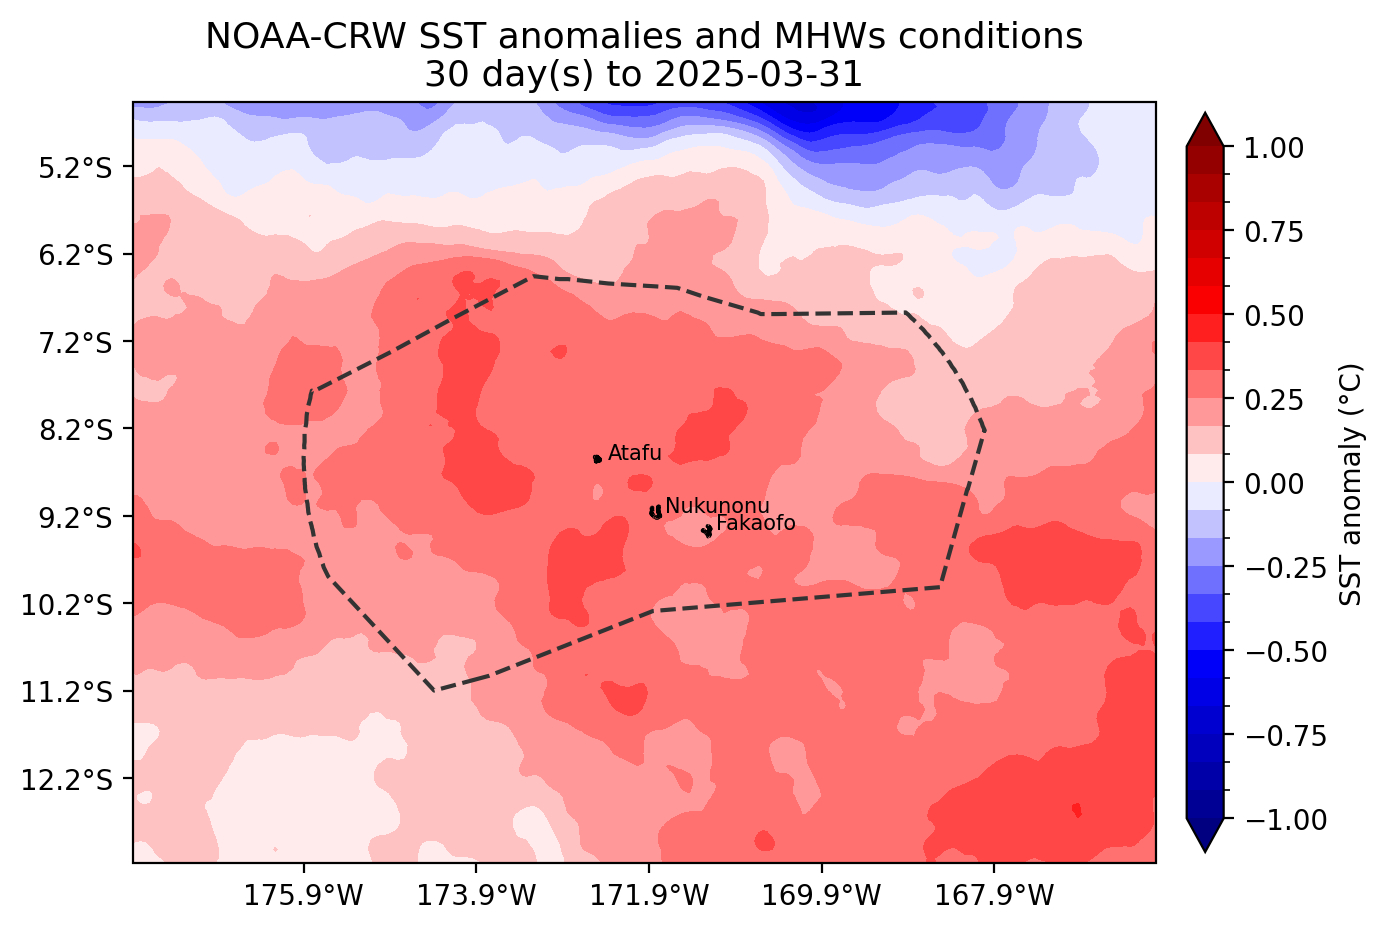 NOAA-CRW SST anomalies and MHWs conditions
30 day(s) to 2025-03-31
5.2°S
6.2°S
7.2°S
8.2°S
9.2°S
10.2°S
11.2°S
12.2°S
Atafu
Nukunonu
Fakaofo
175.9°W
173.9°W
171.9°W
169.9°W
167.9°W
1.00
0.75
0.50
0.25
0.00
−0.25
−0.50
−0.75
−1.00
SST anomaly (°C)